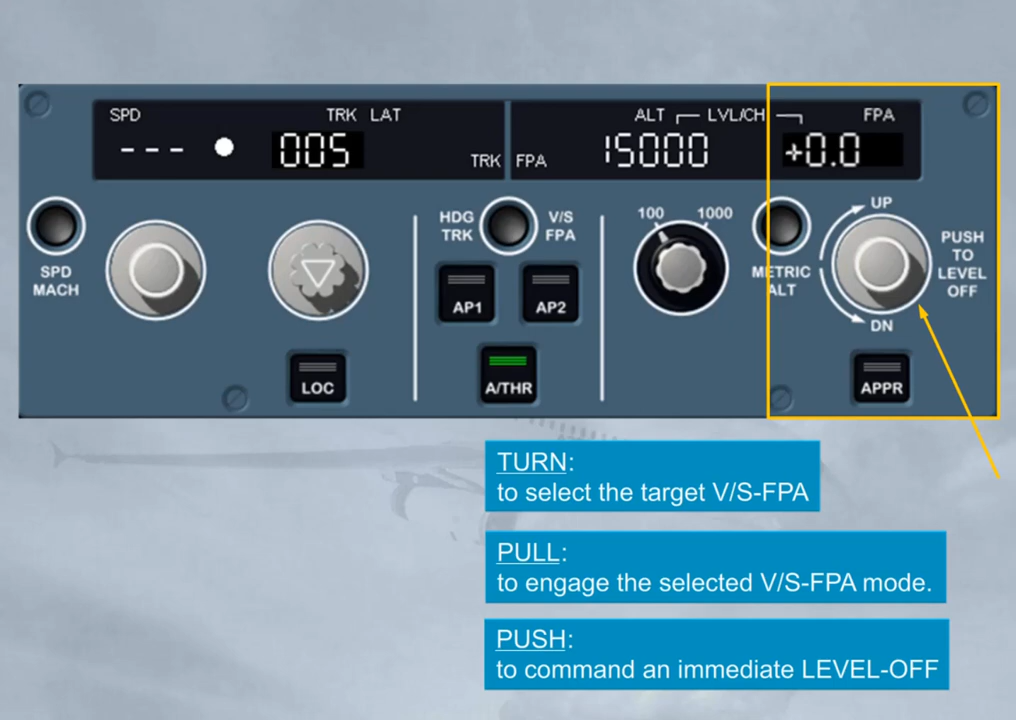 SPD TRK LAT ALT LVL/CH FPA
--- 005 15000 +0.0
TRK FPA
SPD
MACH
HDG
TRK
V/S
FPA
100 1000
METRIC
ALT
UP
DN
PUSH
TO
LEVEL
OFF
AP1 AP2
LOC
A/THR
APPR
TURN:
to select the target V/S-FPA
PULL:
to engage the selected V/S-FPA mode.
PUSH:
to command an immediate LEVEL-OFF